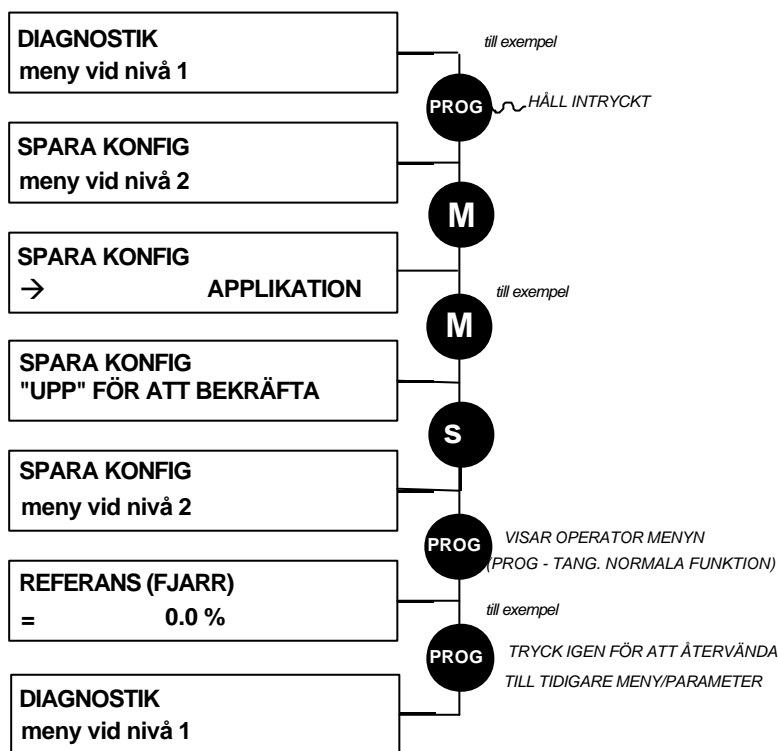 DIAGNOSTIK
meny vid nivå 1
till exempel
PROG
HÅLL INTRYCKT
SPARA KONFIG
meny vid nivå 2
M
SPARA KONFIG
→ APPLIKATION
till exempel
M
SPARA KONFIG
"UPP" FÖR ATT BEKRÄFTA
S
SPARA KONFIG
meny vid nivå 2
PROG
VISAR OPERATOR MENYN
(PROG - TANG. NORMALA FUNKTION)
REFERANS (FJARR)
= 0.0 %
till exempel
PROG
TRYCK IGEN FÖR ATT ÅTERVÄNDA
TILL TIDIGARE MENY/PARAMETER
DIAGNOSTIK
meny vid nivå 1